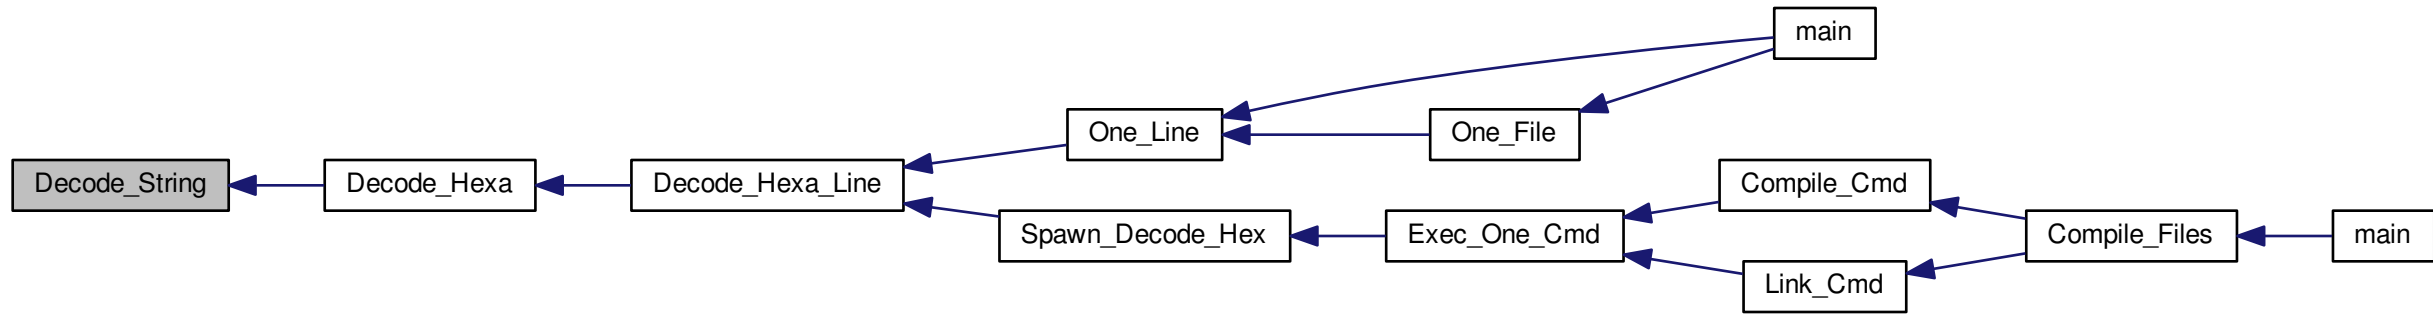 main
One_Line
One_File
Decode_String
Decode_Hexa
Decode_Hexa_Line
Compile_Cmd
Spawn_Decode_Hex
Exec_One_Cmd
Compile_Files
main
Link_Cmd